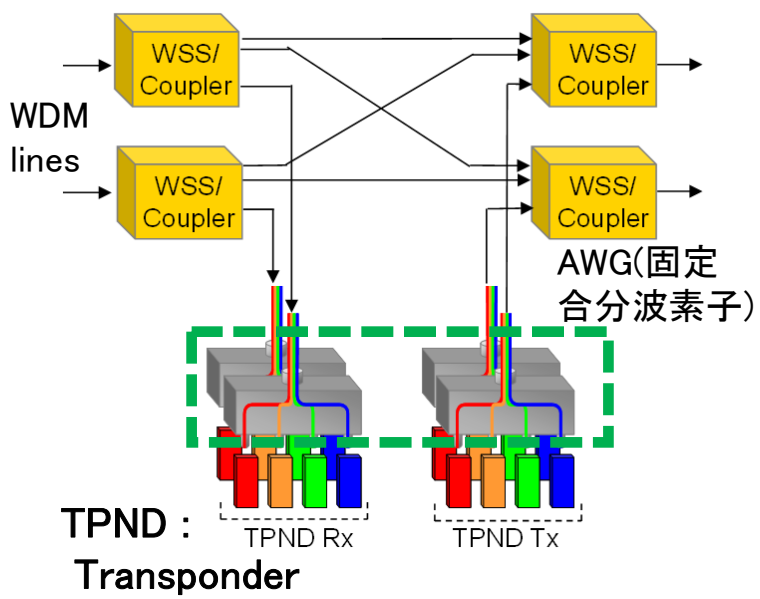 WSS/
Coupler
WSS/
Coupler
WDM
lines
WSS/
Coupler
WSS/
Coupler
AWG(固定
合分波素子)
TPND Rx
TPND Tx
TPND :
Transponder